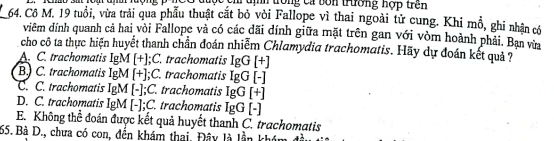 trong cả bốn trường hợp trên
64. Cô M. 19 tuổi, vừa trải qua phẫu thuật cắt bỏ vòi Fallope vì thai ngoài tử cung. Khi mổ, ghi nhận có
viêm dính quanh cả hai vòi Fallope và có các dải dính giữa mặt trên gan với vòm hoành phải. Bạn vừa
cho cô ta thực hiện huyết thanh chẩn đoán nhiễm Chlamydia trachomatis. Hãy dự đoán kết quả ?
A. C. trachomatis IgM [+];C. trachomatis IgG [+]
B. C. trachomatis IgM [+];C. trachomatis IgG [-]
C. C. trachomatis IgM [-];C. trachomatis IgG [+]
D. C. trachomatis IgM [-];C. trachomatis IgG [-]
E. Không thể đoán được kết quả huyết thanh C. trachomatis
65. Bà D., chưa có con, đến khám thai. Đây là lần khám đầu